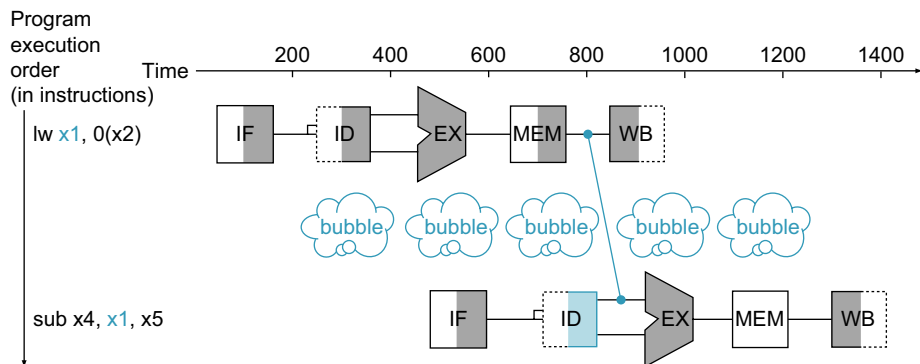 Program
execution
order
(in instructions)
Time
200 400 600 800 1000 1200 1400
lw x1, 0(x2)
IF ID EX MEM WB
bubble bubble bubble bubble bubble
sub x4, x1, x5
IF ID EX MEM WB